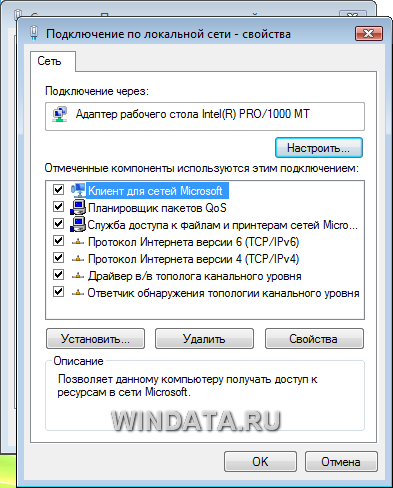 Подключение по локальной сети - свойства
Сеть
Подключение через:
Адаптер рабочего стола Intel(R) PRO/1000 MT
Настроить...
Отмеченные компоненты используются этим подключением:
Клиент для сетей Microsoft
Планировщик пакетов QoS
Служба доступа к файлам и принтерам сетей Micro...
Протокол Интернета версии 6 (TCP/IPv6)
Протокол Интернета версии 4 (TCP/IPv4)
Драйвер в/в тополога канального уровня
Ответчик обнаружения топологии канального уровня
Установить...
Удалить
Свойства
Описание
Позволяет данному компьютеру получать доступ к
ресурсам в сети Microsoft.
WINDATA.RU
OK
Отмена